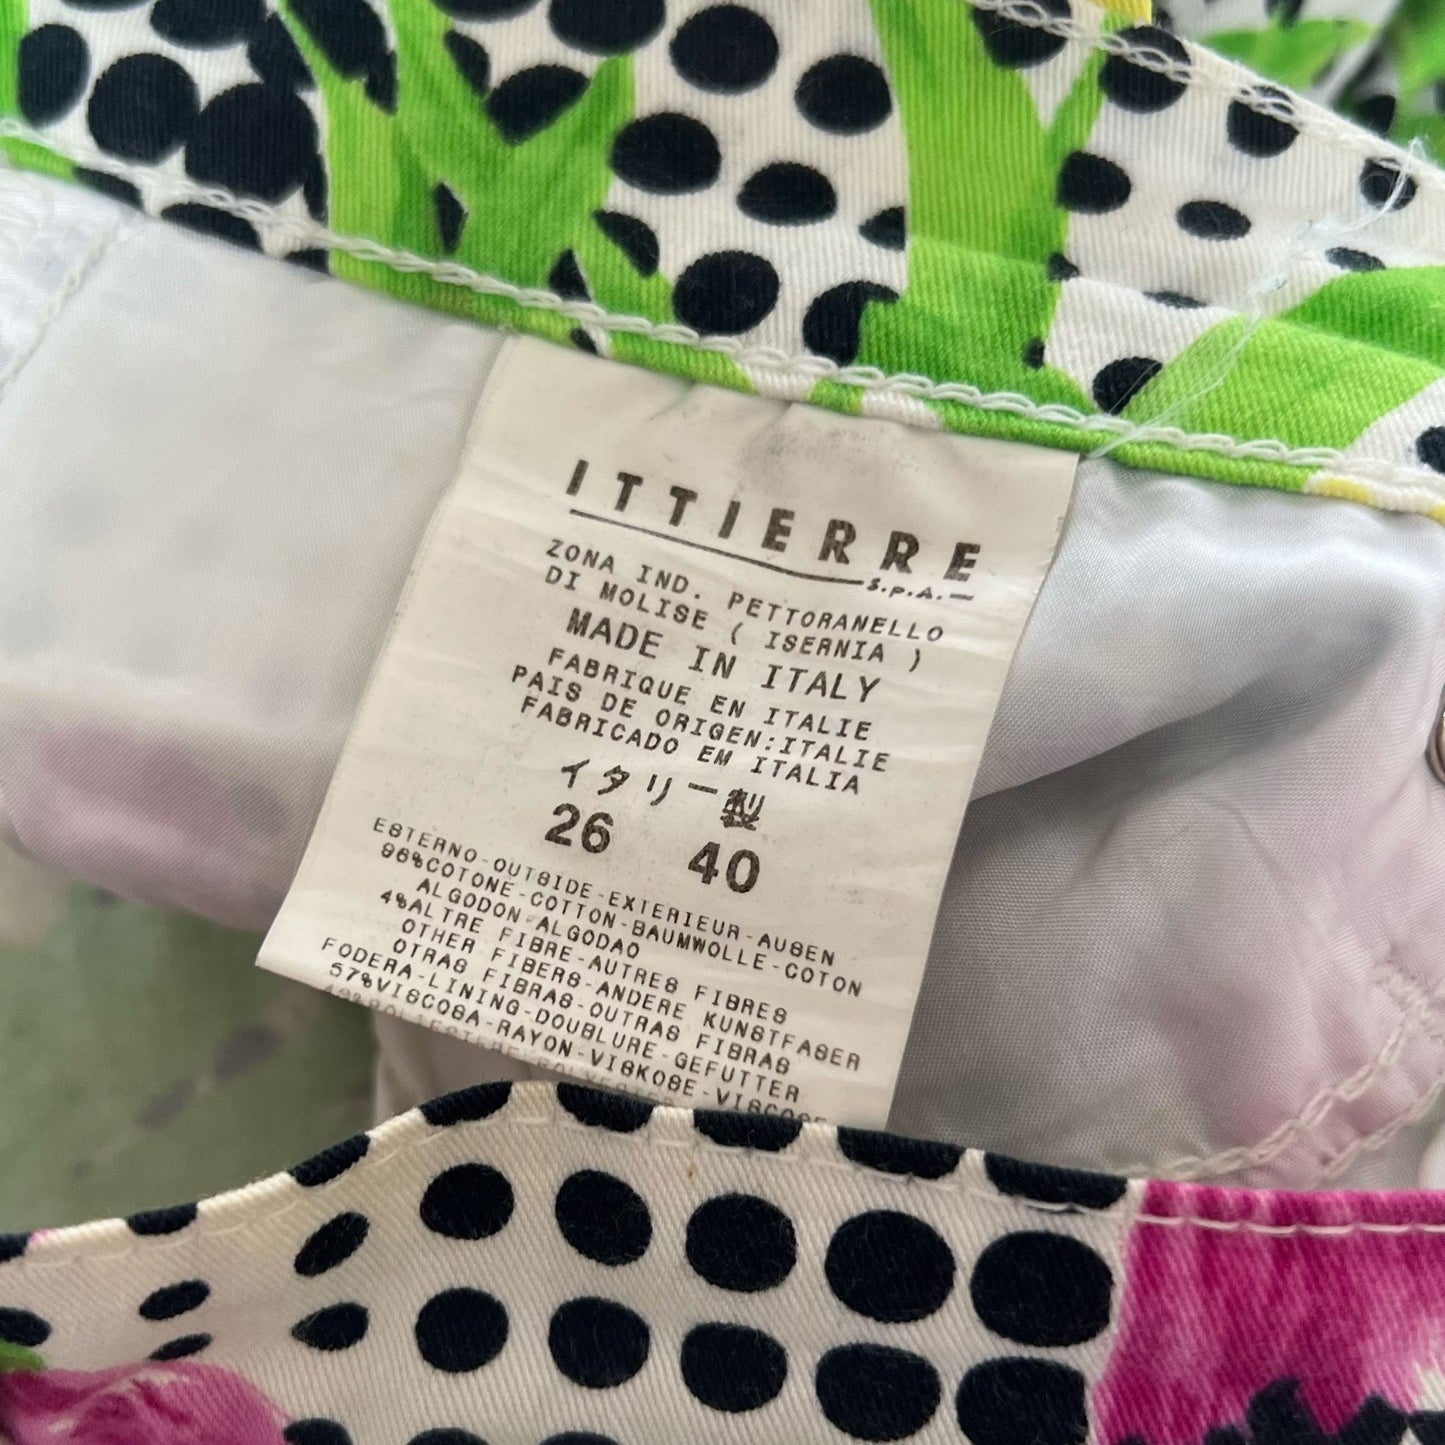 ITTIERRE
S.p.A.
ZONA IND. PETTORANELLO
DI MOLISE ( ISERNIA )
MADE IN ITALY
FABRIQUE EN ITALIE
PAIS DE ORIGEN:ITALIE
FABRICADO EM ITALIA
イタリー製
26 40
ESTERNO-OUTSIDE-EXTERIEUR-AUSEN
96%COTONE-COTTON-BAUMWOLLE-COTON
ALGODON-ALGODAO
4%ALTRE FIBRE-AUTRES FIBRES
OTHER FIBERS-ANDERE KUNSTFASER
OTRAS FIBRAS-OUTRAS FIBRAS
FODERA-LINING-DOUBLURE-GEFUTTER
57%VISCOSA-RAYON-VISKOSE-VISCOSE